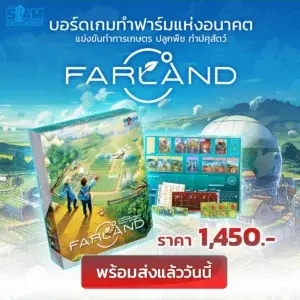 SIAM
บอร์ดเกมทำฟาร์มแห่งอนาคต
แข่งขันทำการเกษตร ปลูกพืช ทำปศุสัตว์
FARLAND
FARLAND
ราคา 1,450.-
พร้อมส่งแล้ววันนี้